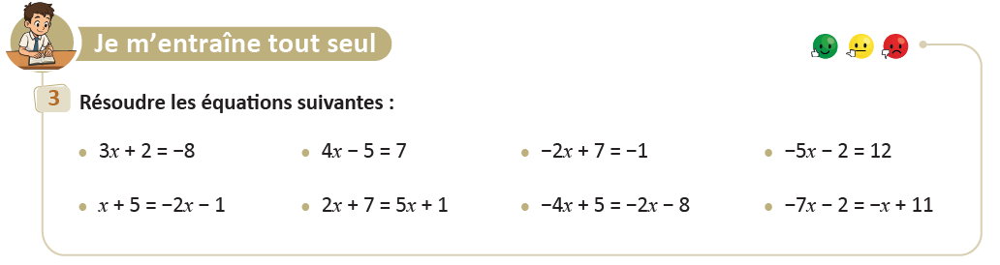 Je m'entraîne tout seul
3 Résoudre les équations suivantes :
• 3x + 2 = −8 • 4x − 5 = 7 • −2x + 7 = −1 • −5x − 2 = 12
• x + 5 = −2x − 1 • 2x + 7 = 5x + 1 • −4x + 5 = −2x − 8 • −7x − 2 = −x + 11